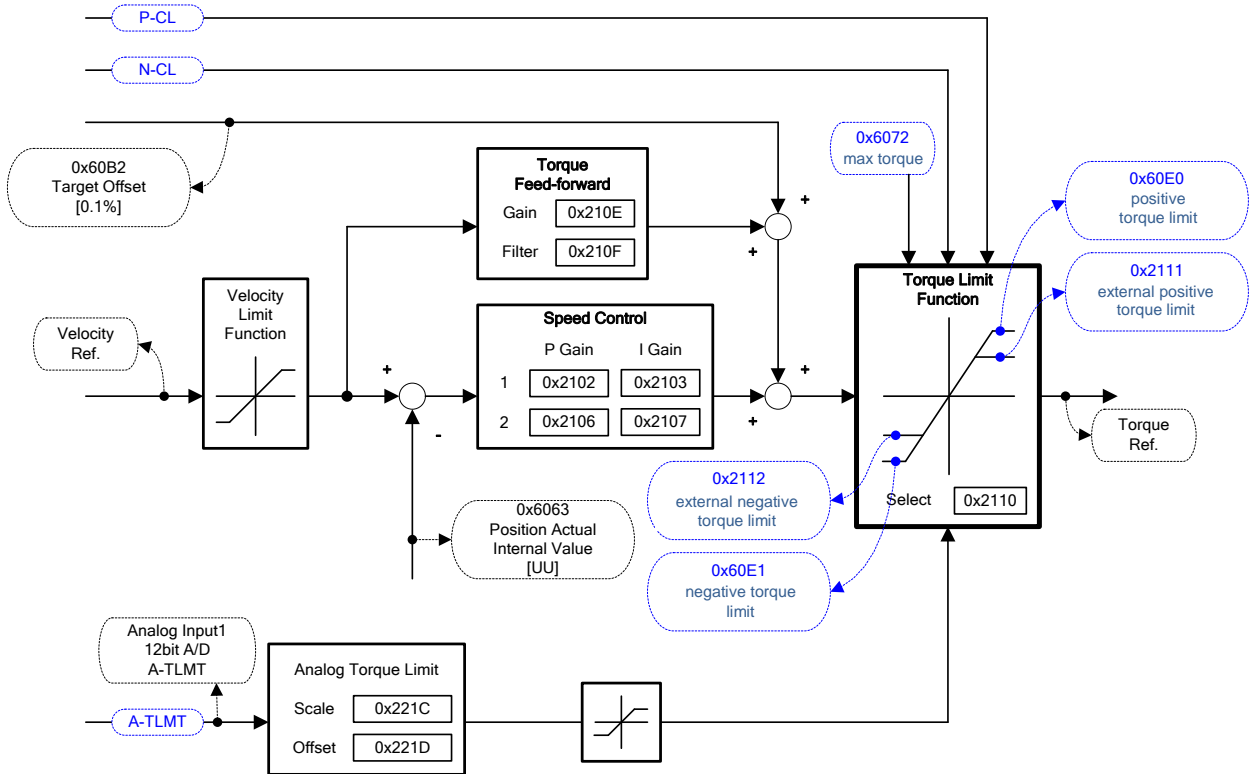 P-CL
N-CL
0x60B2
Target Offset
[0.1%]
Torque
Feed-forward
Gain 0x210E
Filter 0x210F
+
+
0x6072
max torque
0x60E0
positive
torque limit
0x2111
external positive
torque limit
Velocity
Ref.
Velocity
Limit
Function
+
-
Speed Control
P Gain I Gain
1 0x2102 0x2103
2 0x2106 0x2107
+
+
Torque Limit
Function
Select 0x2110
Torque
Ref.
0x2112
external negative
torque limit
0x60E1
negative torque
limit
0x6063
Position Actual
Internal Value
[UU]
Analog Input1
12bit A/D
A-TLMT
A-TLMT
Analog Torque Limit
Scale 0x221C
Offset 0x221D